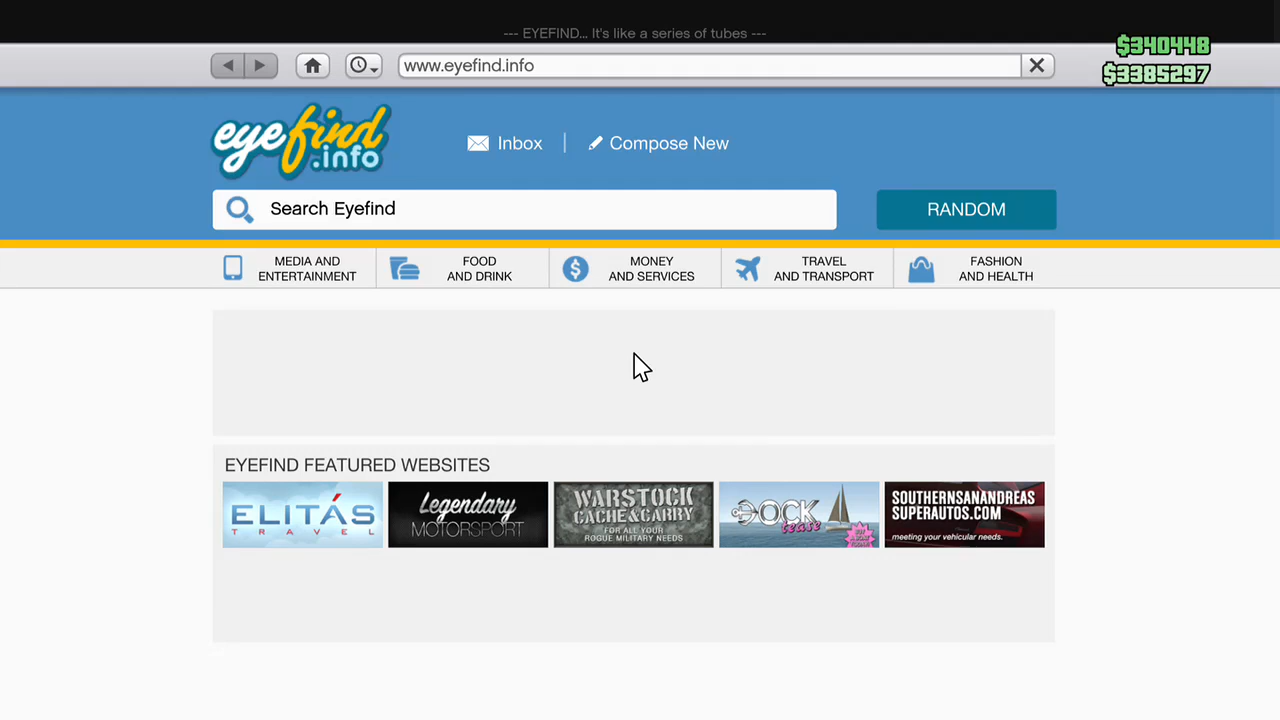 --- EYEFIND... It's like a series of tubes ---
$340448
www.eyefind.info
$3385297
eyefind
.info
Inbox
Compose New
Search Eyefind
RANDOM
MEDIA AND
ENTERTAINMENT
FOOD
AND DRINK
MONEY
AND SERVICES
TRAVEL
AND TRANSPORT
FASHION
AND HEALTH
EYEFIND FEATURED WEBSITES
ELITÁS
TRAVEL
Legendary
MOTORSPORT
WARSTOCK
CACHE&CARRY
FOR ALL YOUR
ROGUE MILITARY NEEDS
DOCK
tease
SOUTHERNSANANDREAS
SUPERAUTOS.COM
meeting your vehicular needs.